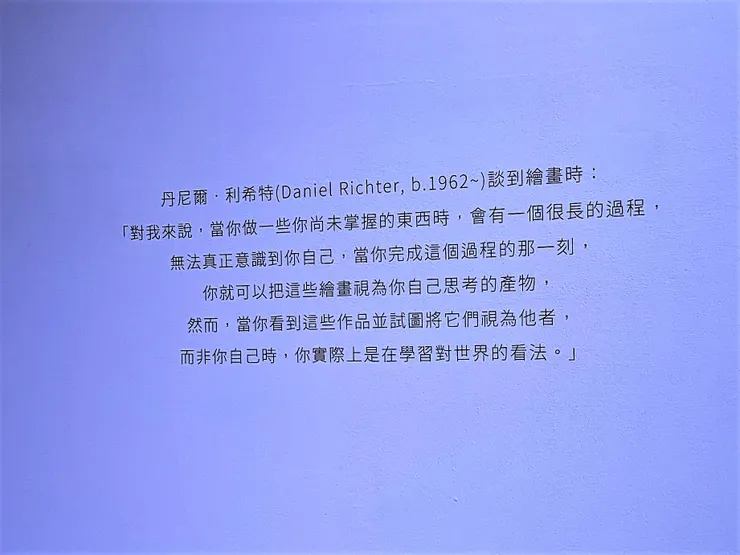 丹尼爾‧利希特(Daniel Richter, b.1962~)談到繪畫時：
「對我來說，當你做一些你尚未掌握的東西時，會有一個很長的過程，
無法真正意識到你自己，當你完成這個過程的那一刻，
你就可以把這些繪畫視為你自己思考的產物，
然而，當你看到這些作品並試圖將它們視為他者，
而非你自己時，你實際上是在學習對世界的看法。」